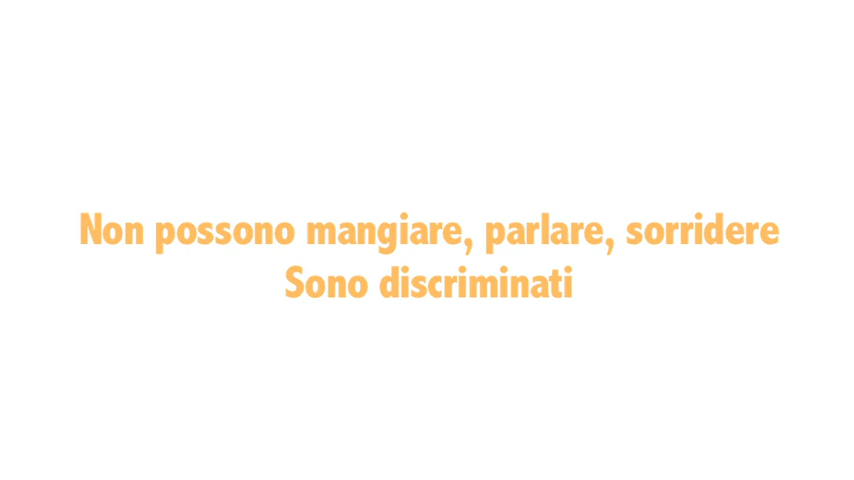 Non possono mangiare, parlare, sorridere
Sono discriminati